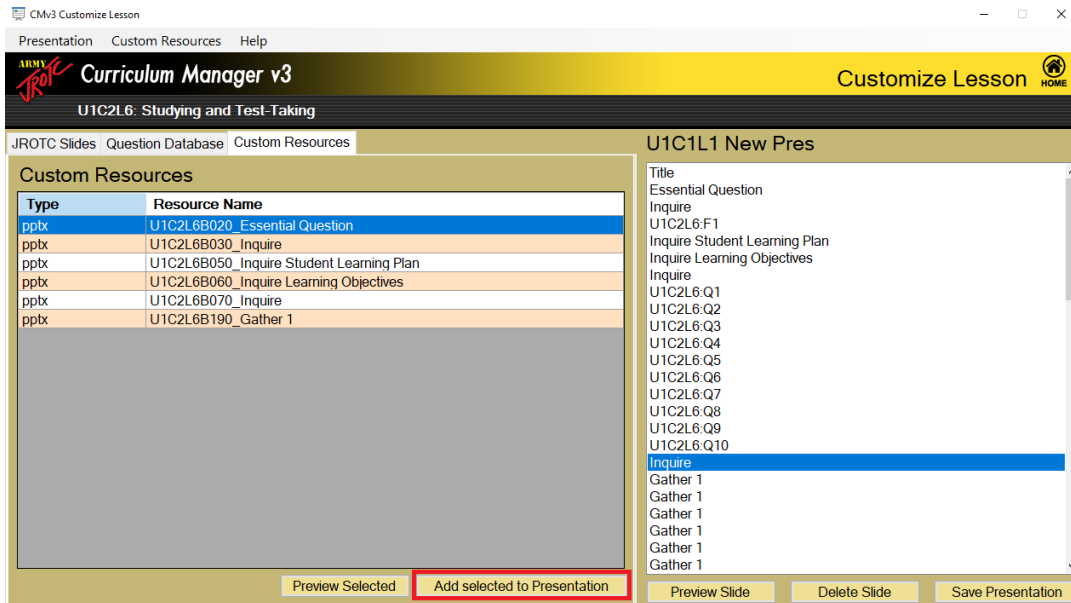 CMv3 Customize Lesson
Presentation Custom Resources Help
ARMY JROTC
Curriculum Manager v3
Customize Lesson
HOME
U1C2L6: Studying and Test-Taking
JROTC Slides Question Database Custom Resources
Custom Resources
Type Resource Name
pptx U1C2L6B020_Essential Question
pptx U1C2L6B030_Inquire
pptx U1C2L6B050_Inquire Student Learning Plan
pptx U1C2L6B060_Inquire Learning Objectives
pptx U1C2L6B070_Inquire
pptx U1C2L6B190_Gather 1
Preview Selected Add selected to Presentation
U1C1L1 New Pres
Title
Essential Question
Inquire
U1C2L6:F1
Inquire Student Learning Plan
Inquire Learning Objectives
Inquire
U1C2L6:Q1
U1C2L6:Q2
U1C2L6:Q3
U1C2L6:Q4
U1C2L6:Q5
U1C2L6:Q6
U1C2L6:Q7
U1C2L6:Q8
U1C2L6:Q9
U1C2L6:Q10
Inquire
Gather 1
Gather 1
Gather 1
Gather 1
Gather 1
Gather 1
Preview Slide Delete Slide Save Presentation